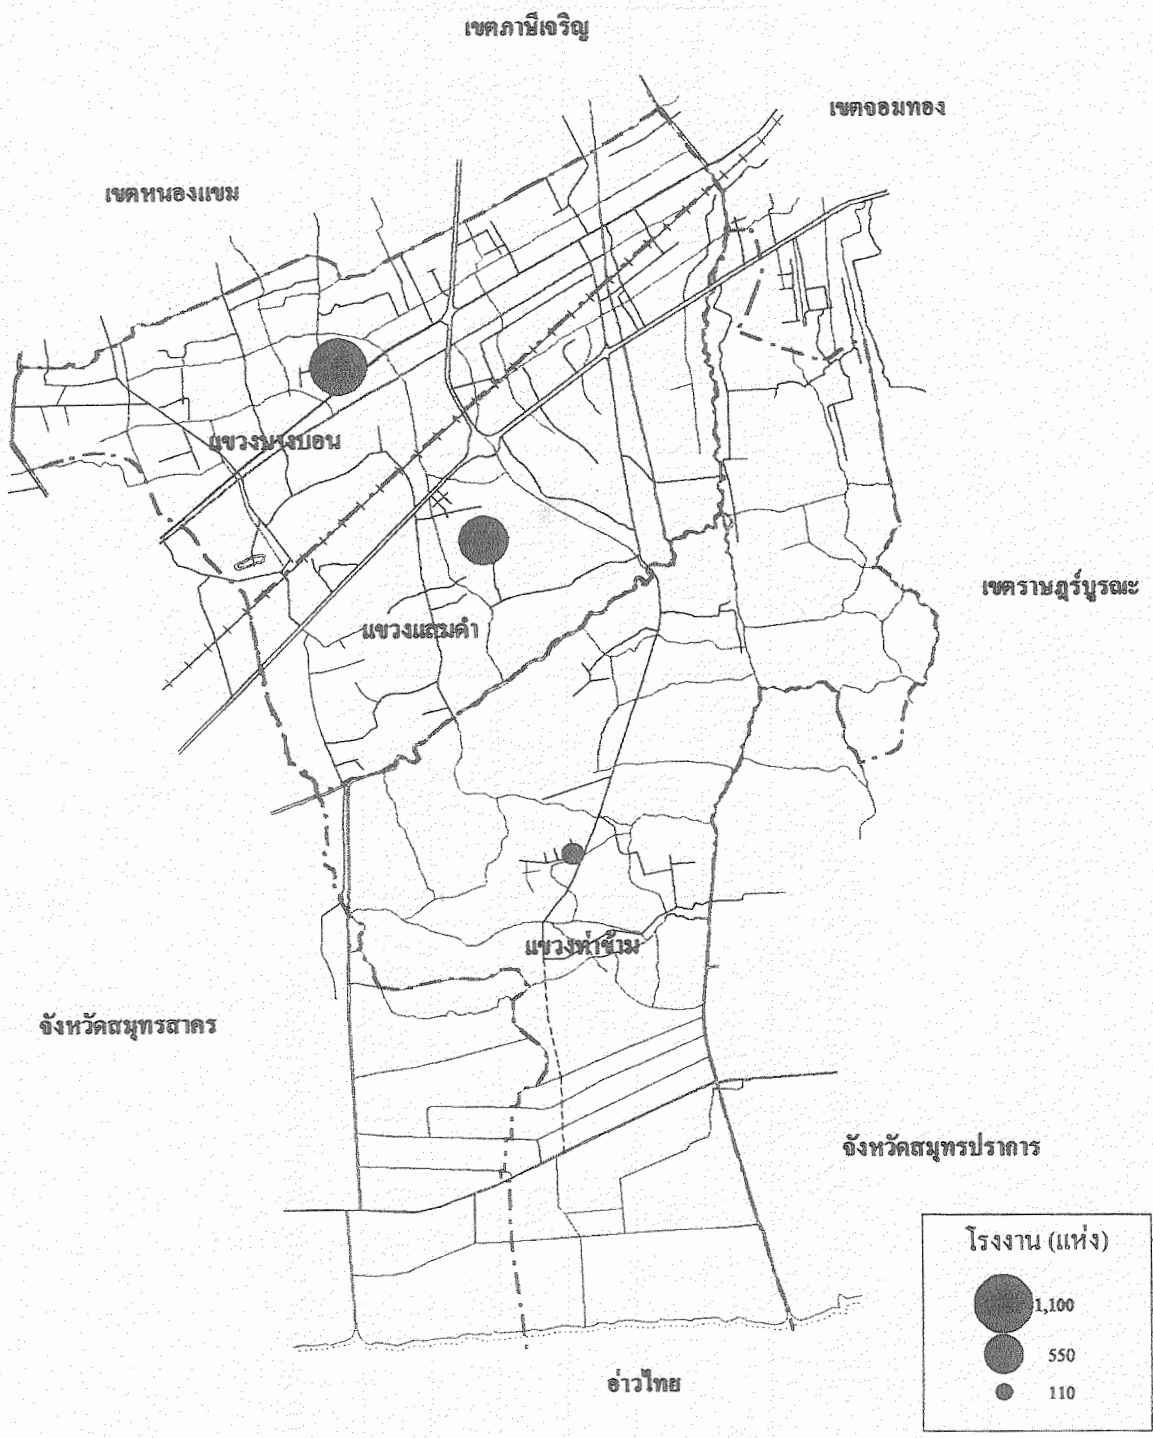 เขตภาษีเจริญ
เขตจอมทอง
เขตหนองแขม
แขวงบางบอน
เขตราษฎร์บูรณะ
แขวงแสมดำ
แขวงท่าข้าม
จังหวัดสมุทรสาคร
จังหวัดสมุทรปราการ
โรงงาน (แห่ง)
1,100
550
110
อ่าวไทย